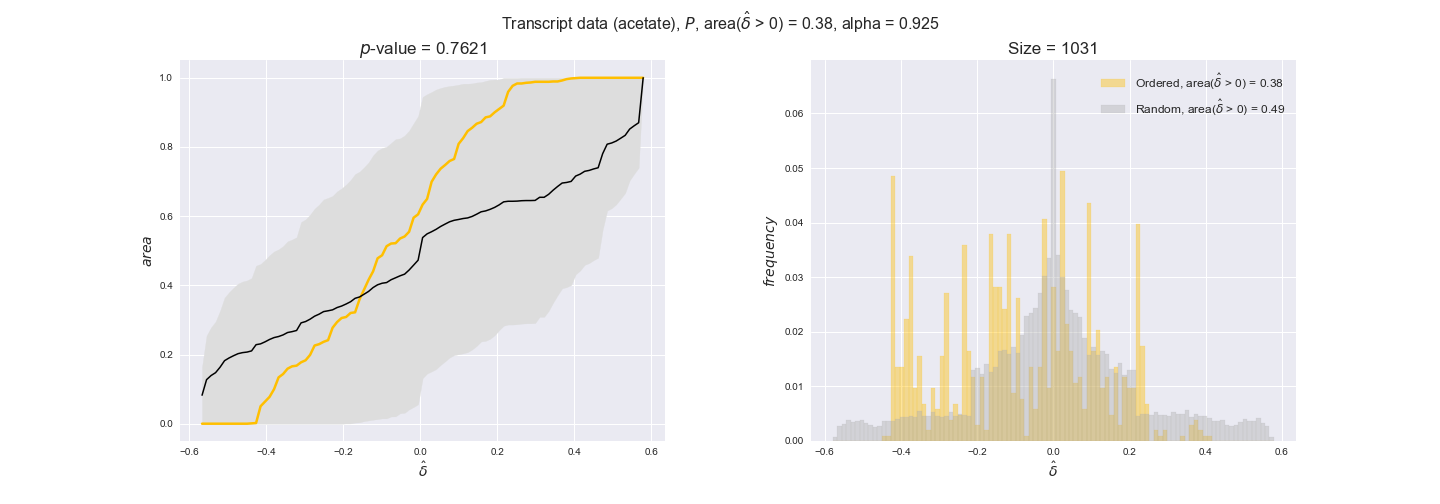 Transcript data (acetate), P, area(δ̂ > 0) = 0.38, alpha = 0.925
p-value = 0.7621
1.0
0.8
0.6
0.4
0.2
0.0
area
−0.6 −0.4 −0.2 0.0 0.2 0.4 0.6
δ̂
Size = 1031
Ordered, area(δ̂ > 0) = 0.38
Random, area(δ̂ > 0) = 0.49
0.06
0.05
0.04
0.03
0.02
0.01
0.00
frequency
−0.6 −0.4 −0.2 0.0 0.2 0.4 0.6
δ̂